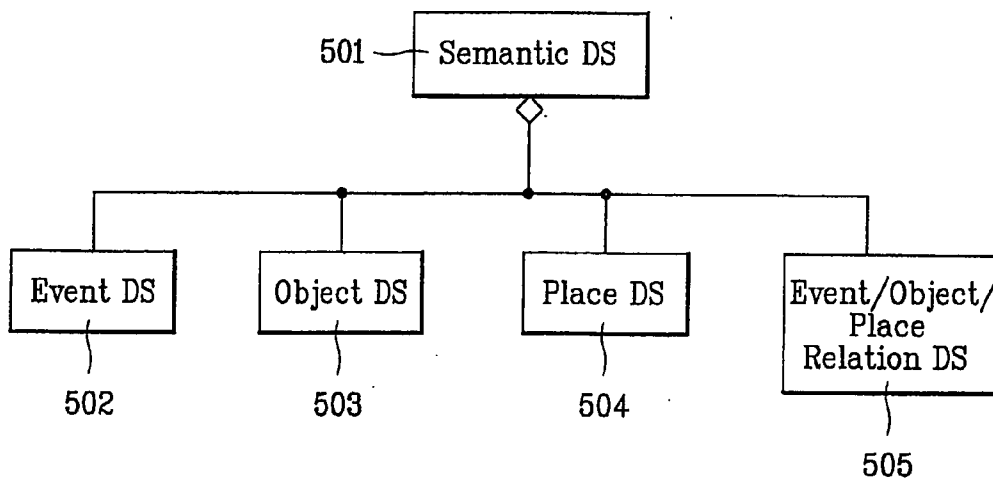 501
Semantic DS
Event DS
Object DS
Place DS
Event/Object/
Place
Relation DS
502
503
504
505